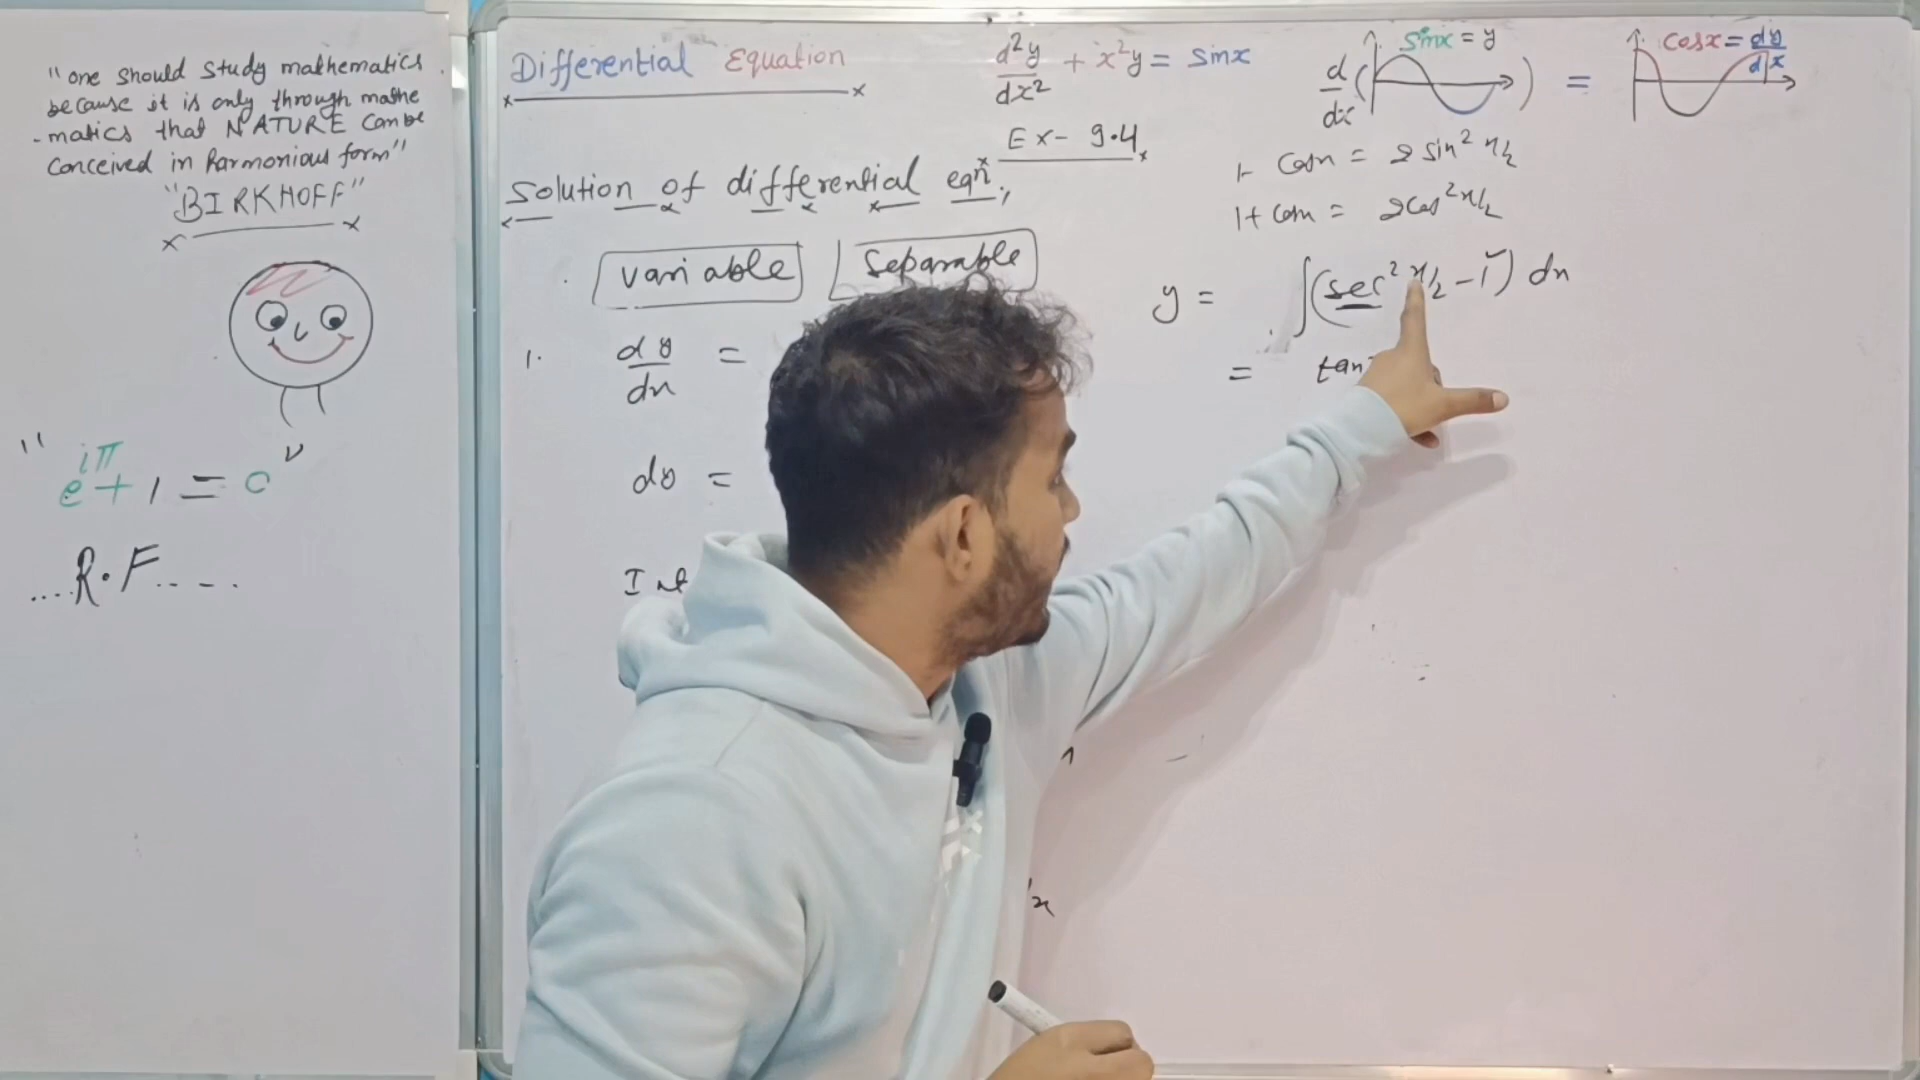 "one should study mathematics
because it is only through mathe
-matics that NATURE can be
conceived in harmonious form"
"BIRKHOFF"
"e^{iπ} + 1 = 0"
....R.F....
Differential Equation
d²y/dx² + x²y = sinx
Ex- 9.4
Solution of differential eqⁿ.,
variable separable
1. dy/dx =
dy =
d/dx ( sinx = y ) = cosx = dy/dx
1- cosx = 2 sin² x/2
1+ cosx = 2cos² x/2
y = ∫(sec² x/2 - 1) dx
= tan